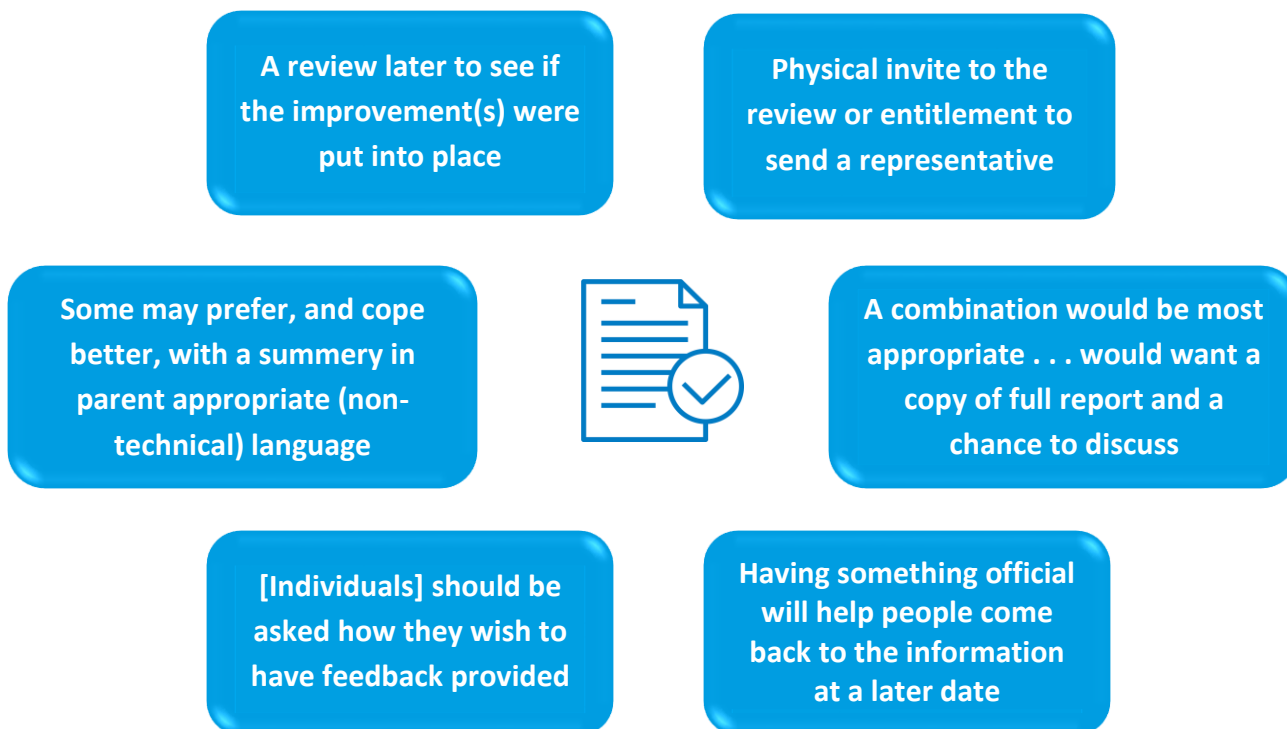 A review later to see if
the improvement(s) were
put into place
Physical invite to the
review or entitlement to
send a representative
Some may prefer, and cope
better, with a summery in
parent appropriate (non-
technical) language
A combination would be most
appropriate . . . would want a
copy of full report and a
chance to discuss
[Individuals] should be
asked how they wish to
have feedback provided
Having something official
will help people come
back to the information
at a later date